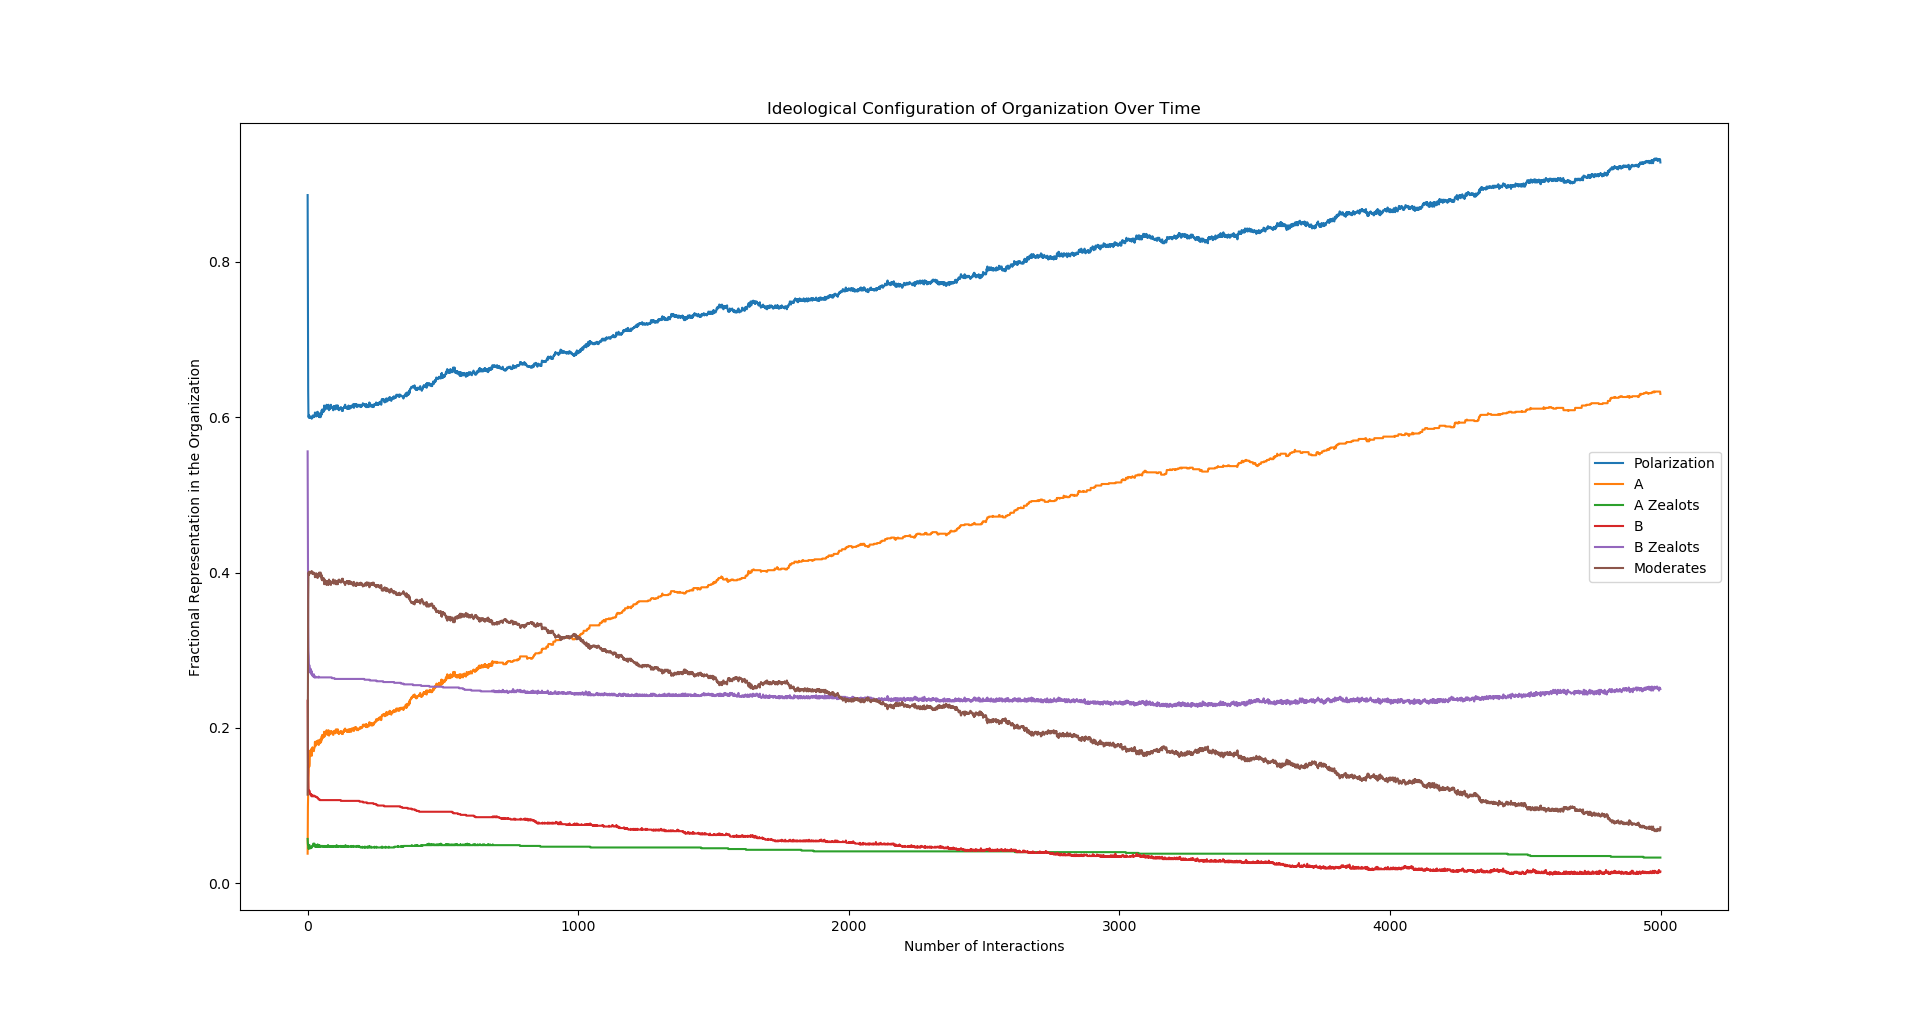 Ideological Configuration of Organization Over Time
Fractional Representation in the Organization
0.8
0.6
0.4
0.2
0.0
Polarization
A
A Zealots
B
B Zealots
Moderates
0
1000
2000
3000
4000
5000
Number of Interactions